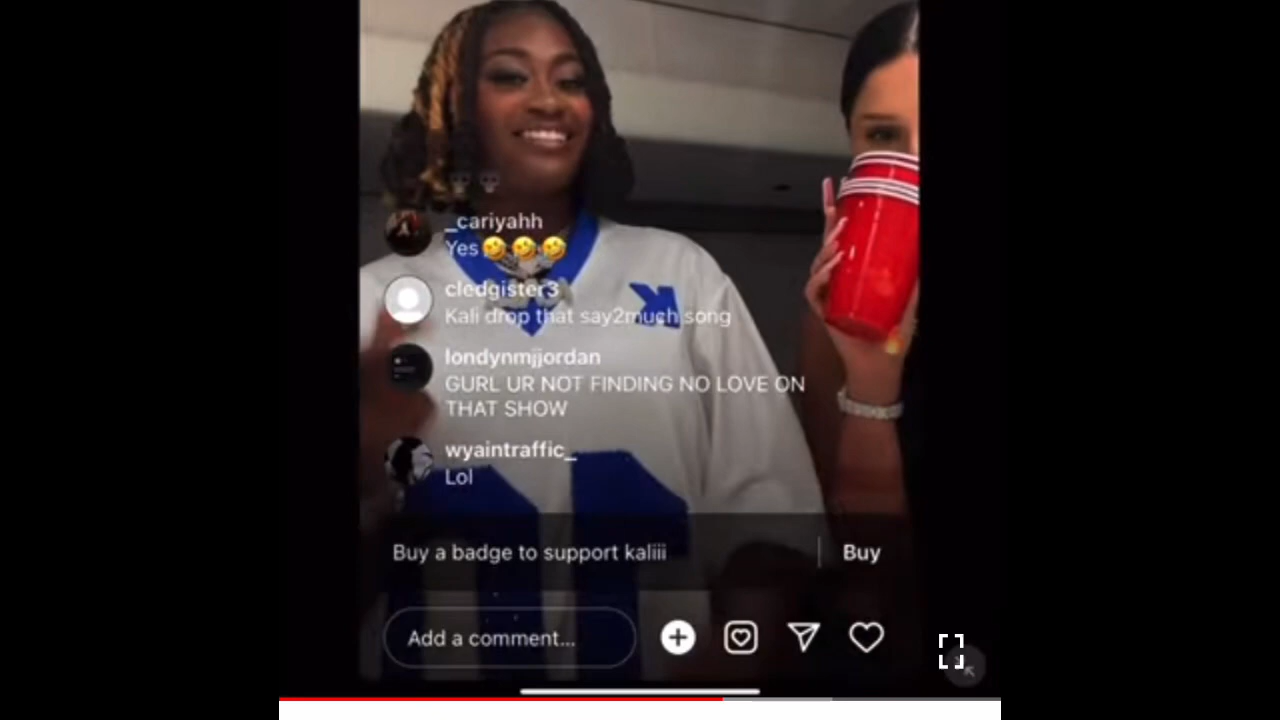 _cariyahh
Yes 🤣🤣🤣
cledgister3
Kali drop that say2much song
londynmjjordan
GURL UR NOT FINDING NO LOVE ON
THAT SHOW
wyaintraffic_
Lol
Buy a badge to support kaliii
Buy
Add a comment...